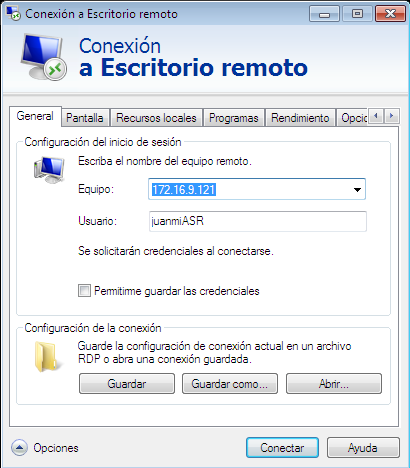 Conexión a Escritorio remoto
Conexión
a Escritorio remoto
General Pantalla Recursos locales Programas Rendimiento Opcio
Configuración del inicio de sesión
Escriba el nombre del equipo remoto.
Equipo: 172.16.9.121
Usuario: juanmiASR
Se solicitarán credenciales al conectarse.
Permitirme guardar las credenciales
Configuración de la conexión
Guarde la configuración de conexión actual en un archivo
RDP o abra una conexión guardada.
Guardar Guardar como... Abrir...
Opciones Conectar Ayuda